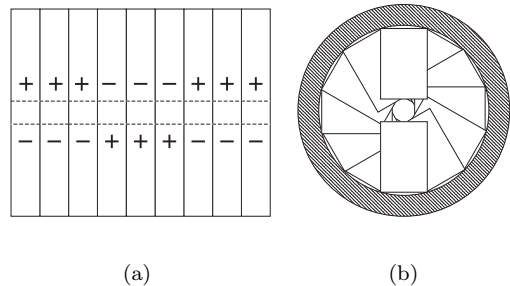 + + + − − − + + +
− − − + + + − − −
(a) (b)